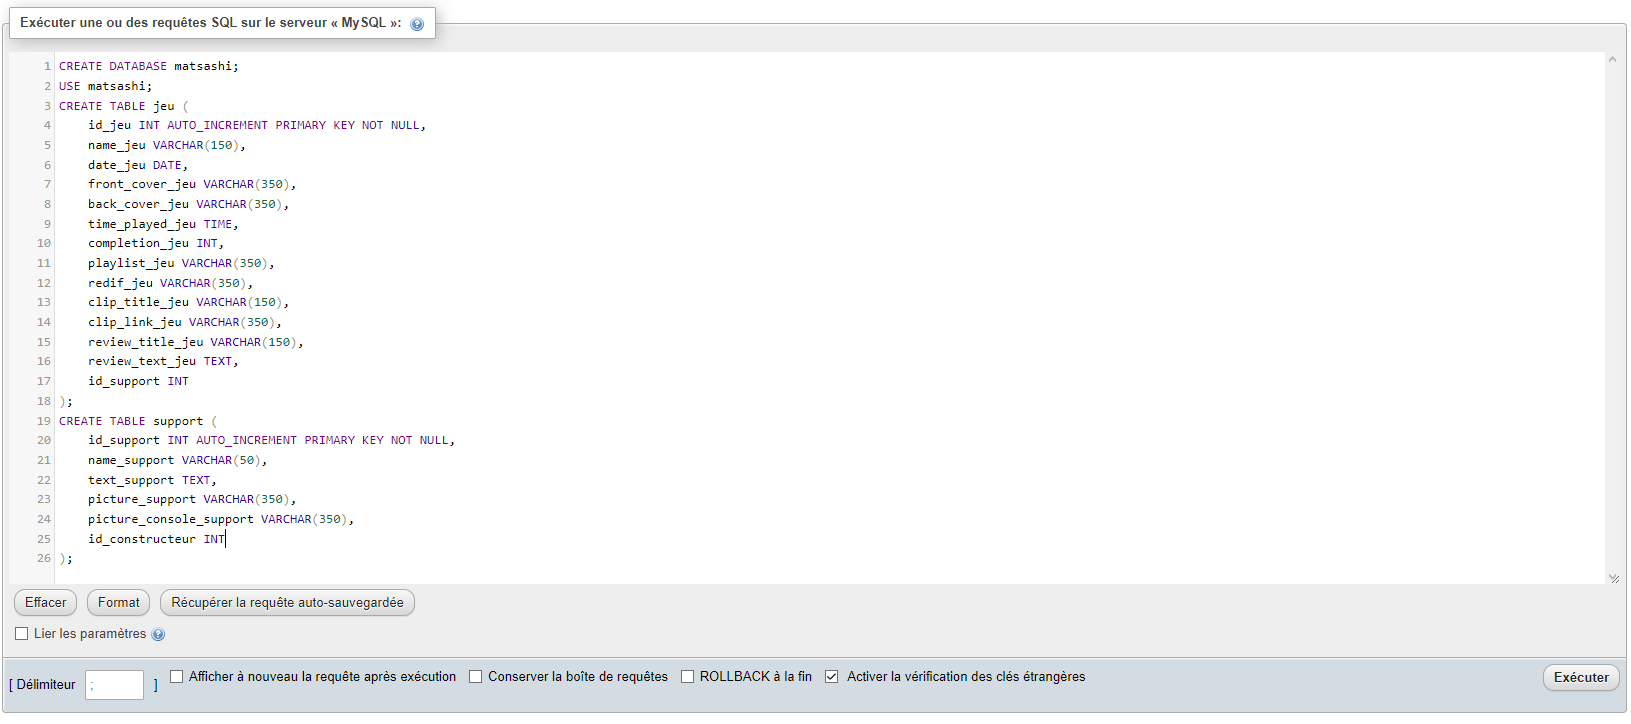 Exécuter une ou des requêtes SQL sur le serveur « MySQL »:
1 CREATE DATABASE matsashi;
2 USE matsashi;
3 CREATE TABLE jeu (
4 id_jeu INT AUTO_INCREMENT PRIMARY KEY NOT NULL,
5 name_jeu VARCHAR(150),
6 date_jeu DATE,
7 front_cover_jeu VARCHAR(350),
8 back_cover_jeu VARCHAR(350),
9 time_played_jeu TIME,
10 completion_jeu INT,
11 playlist_jeu VARCHAR(350),
12 redif_jeu VARCHAR(350),
13 clip_title_jeu VARCHAR(150),
14 clip_link_jeu VARCHAR(350),
15 review_title_jeu VARCHAR(150),
16 review_text_jeu TEXT,
17 id_support INT
18 );
19 CREATE TABLE support (
20 id_support INT AUTO_INCREMENT PRIMARY KEY NOT NULL,
21 name_support VARCHAR(50),
22 text_support TEXT,
23 picture_support VARCHAR(350),
24 picture_console_support VARCHAR(350),
25 id_constructeur INT
26 );
Effacer Format Récupérer la requête auto-sauvegardée
Lier les paramètres
[ Délimiteur ; ] Afficher à nouveau la requête après exécution Conserver la boîte de requêtes ROLLBACK à la fin Activer la vérification des clés étrangères Exécuter